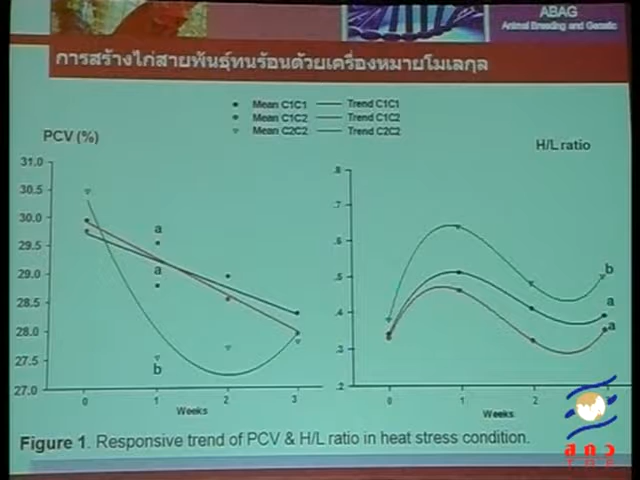 ABAG
Animal Breeding and Genetic
การสร้างไก่สายพันธุ์ทนร้อนด้วยเครื่องหมายโมเลกุล
Mean C1C1 Trend C1C1
Mean C1C2 Trend C1C2
Mean C2C2 Trend C2C2
PCV (%)
31.0
30.5
30.0
29.5
29.0
28.5
28.0
27.5
27.0
a
a
b
0 1 2 3
Weeks
H/L ratio
.8
.7
.6
.5
.4
.3
.2
b
a
a
0 1 2
Weeks
Figure 1. Responsive trend of PCV & H/L ratio in heat stress condition.
สกว
TRF